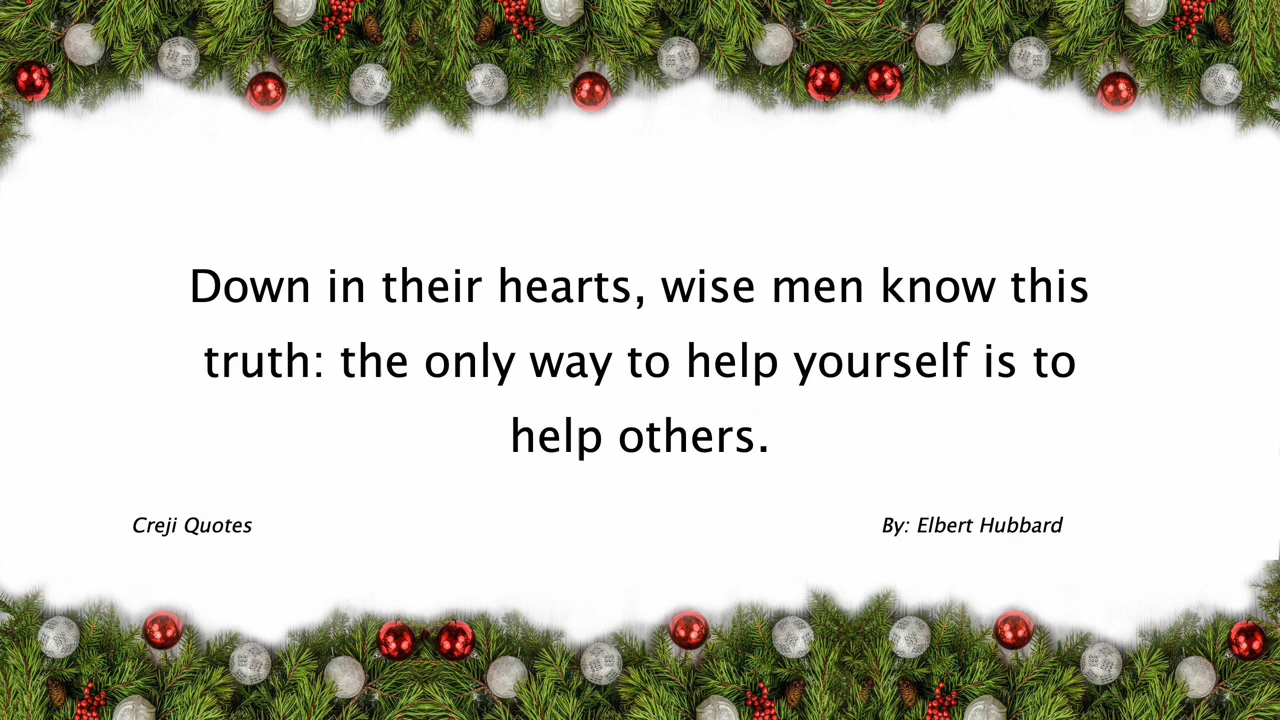 Down in their hearts, wise men know this
truth: the only way to help yourself is to
help others.
Creji Quotes
By: Elbert Hubbard